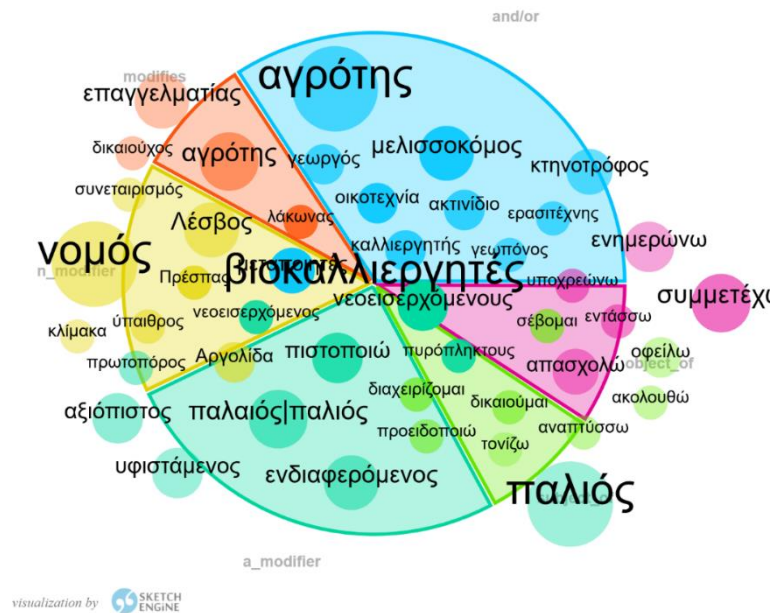 and/or
αγρότης
modifies
επαγγελματίας
αγρότης
δικαιούχος
γεωργός
μελισσοκόμος
κτηνοτρόφος
συνεταιρισμός
οικοτεχνία
ακτινίδιο
ερασιτέχνης
Λέσβος
λάκωνας
καλλιεργητής
γεωπόνος
ενημερώνω
νομός
n_modifier
μεταποιητές
βιοκαλλιεργητές
Πρέσπας
υποχρεώνω
νεοεισερχόμενους
συμμετέχω
κλίμακα
ύπαιθρος
νεοεισερχόμενος
σέβομαι
εντάσσω
πρωτοπόρος
Αργολίδα
πιστοποιώ
πυρόπληκτους
απασχολώ
οφείλω
object_of
αξιόπιστος
παλαιός|παλιός
διαχειρίζομαι
δικαιούμαι
ακολουθώ
προειδοποιώ
τονίζω
αναπτύσσω
υφιστάμενος
ενδιαφερόμενος
παλιός
a_modifier
visualization by
SKETCH
ENGINE